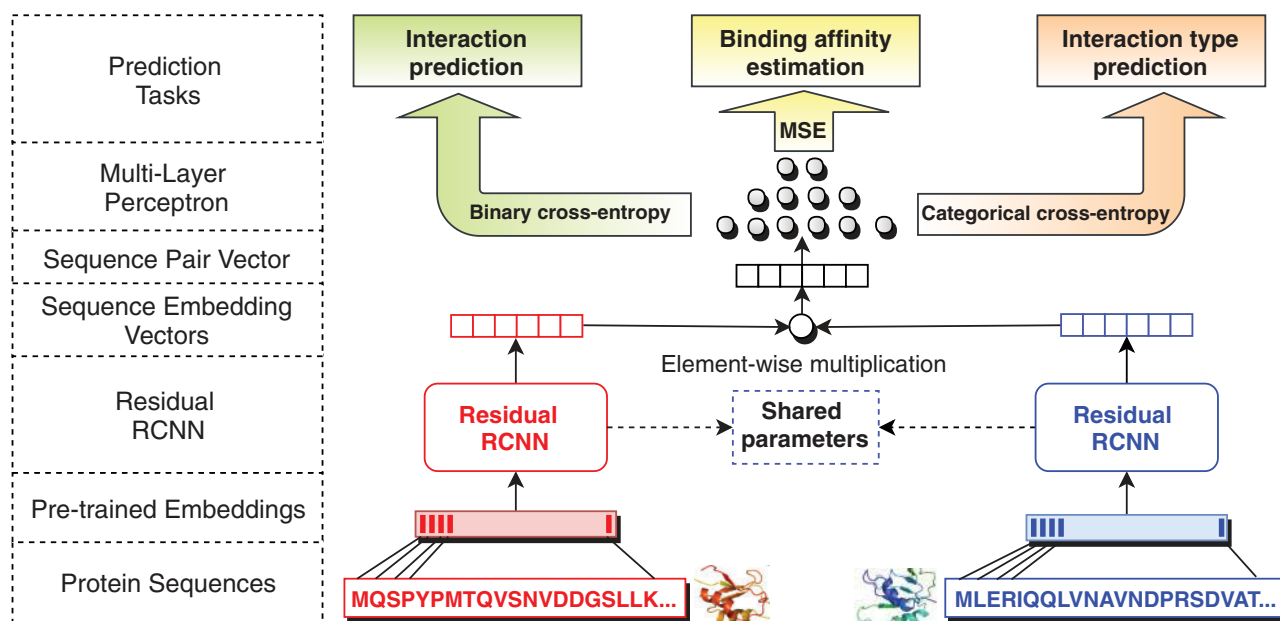 Prediction
Tasks
Multi-Layer
Perceptron
Sequence Pair Vector
Sequence Embedding
Vectors
Residual
RCNN
Pre-trained Embeddings
Protein Sequences
Interaction
prediction
Binding affinity
estimation
Interaction type
prediction
MSE
Binary cross-entropy
Categorical cross-entropy
Element-wise multiplication
Residual
RCNN
Shared
parameters
Residual
RCNN
MQSPYPMTQVSNVDDGSLLK...
MLERIQQLVNAVNDPRSDVAT...